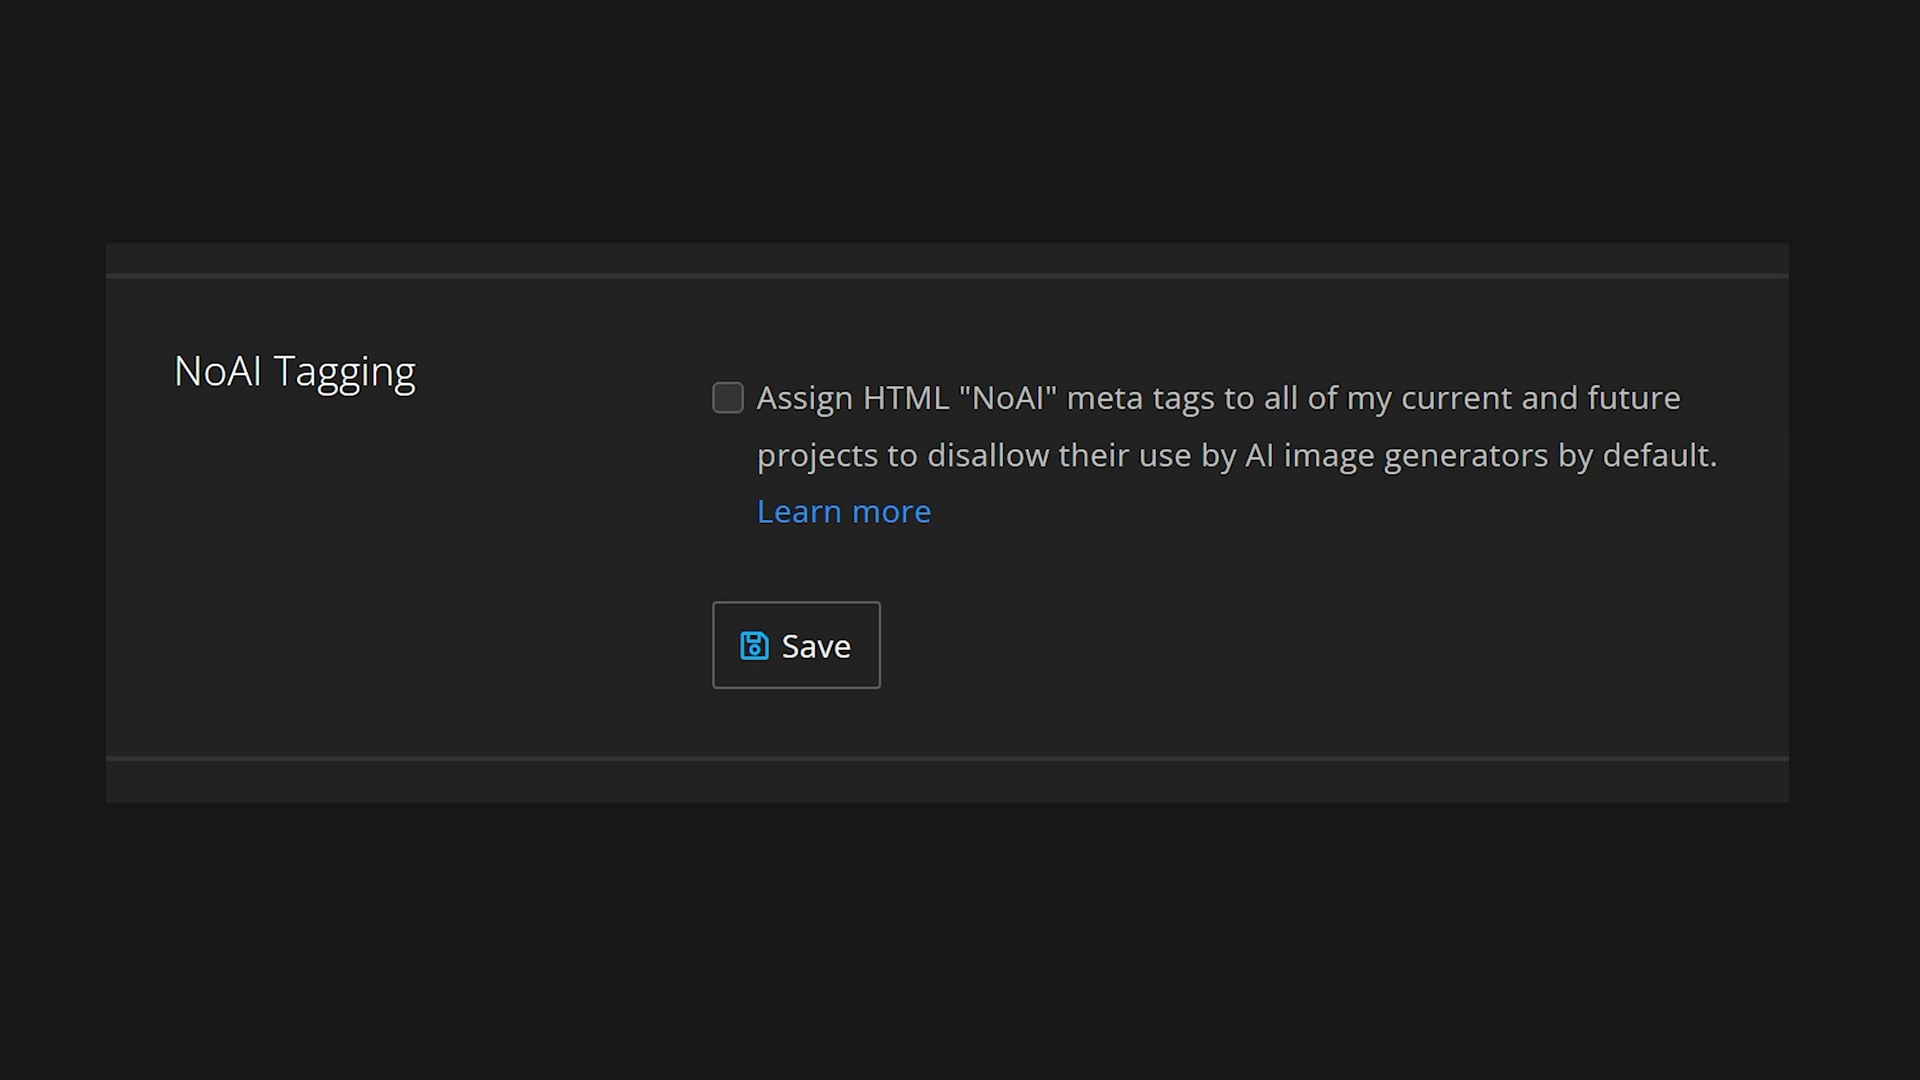 NoAI Tagging
Assign HTML "NoAI" meta tags to all of my current and future
projects to disallow their use by AI image generators by default.
Learn more
Save